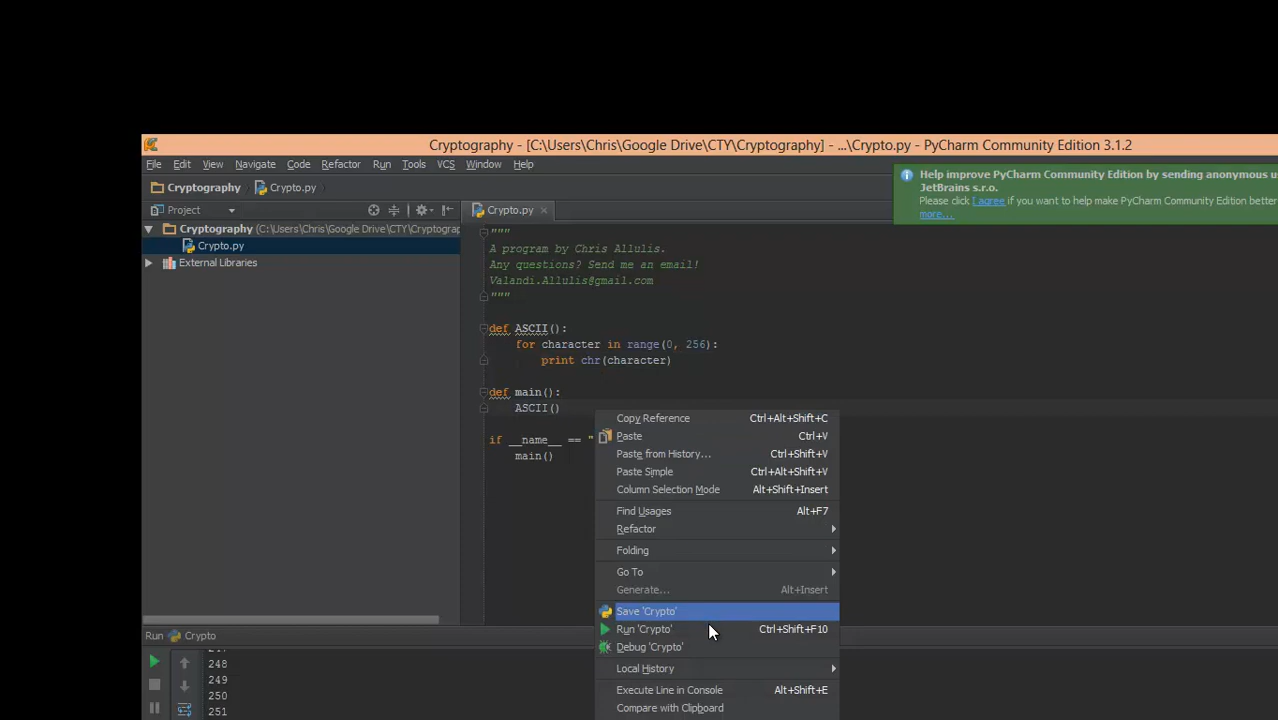 Cryptography - [C:\Users\Chris\Google Drive\CTY\Cryptography] - ...\Crypto.py - PyCharm Community Edition 3.1.2
File Edit View Navigate Code Refactor Run Tools VCS Window Help
Cryptography Crypto.py
Help improve PyCharm Community Edition by sending anonymous
JetBrains s.r.o.
Please click I agree if you want to help make PyCharm Community Edition better
more...
Project
Crypto.py
Cryptography (C:\Users\Chris\Google Drive\CTY\Cryptograp
Crypto.py
External Libraries
"""
A program by Chris Allulis.
Any questions? Send me an email!
Valandi.Allulis@gmail.com
"""
def ASCII():
for character in range(0, 256):
print chr(character)
def main():
ASCII()
if __name__ == "
main()
Copy Reference Ctrl+Alt+Shift+C
Paste Ctrl+V
Paste from History... Ctrl+Shift+V
Paste Simple Ctrl+Alt+Shift+V
Column Selection Mode Alt+Shift+Insert
Find Usages Alt+F7
Refactor
Folding
Go To
Generate... Alt+Insert
Save 'Crypto'
Run 'Crypto' Ctrl+Shift+F10
Debug 'Crypto'
Local History
Execute Line in Console Alt+Shift+E
Compare with Clipboard
Run Crypto
248
249
250
251